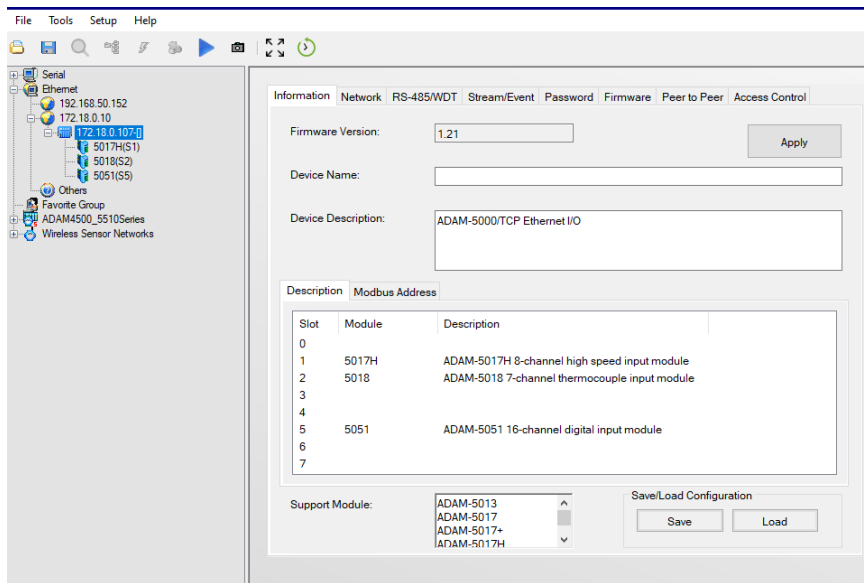 File Tools Setup Help
Serial
Ethernet
192.168.50.152
172.18.0.10
172.18.0.107-[]
5017H(S1)
5018(S2)
5051(S5)
Others
Favorite Group
ADAM4500_5510Series
Wireless Sensor Networks
Information Network RS-485/WDT Stream/Event Password Firmware Peer to Peer Access Control
Firmware Version: 1.21 Apply
Device Name:
Device Description: ADAM-5000/TCP Ethernet I/O
Description Modbus Address
Slot Module Description
0
1 5017H ADAM-5017H 8-channel high speed input module
2 5018 ADAM-5018 7-channel thermocouple input module
3
4
5 5051 ADAM-5051 16-channel digital input module
6
7
Support Module: ADAM-5013
ADAM-5017
ADAM-5017+
ADAM-5017H
Save/Load Configuration
Save Load